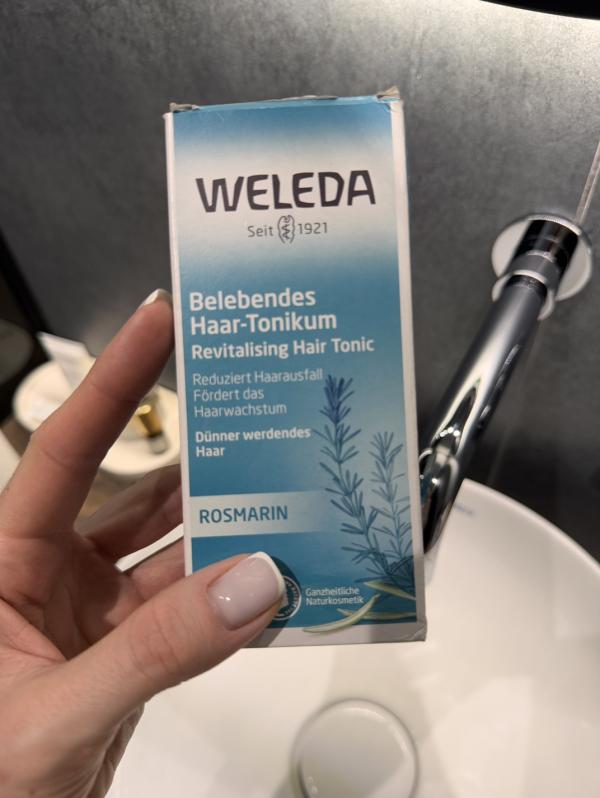 WELEDA
Seit 1921
Belebendes
Haar-Tonikum
Revitalising Hair Tonic
Reduziert Haarausfall
Fördert das
Haarwachstum
Dünner werdendes
Haar
ROSMARIN
Ganzheitliche
Naturkosmetik